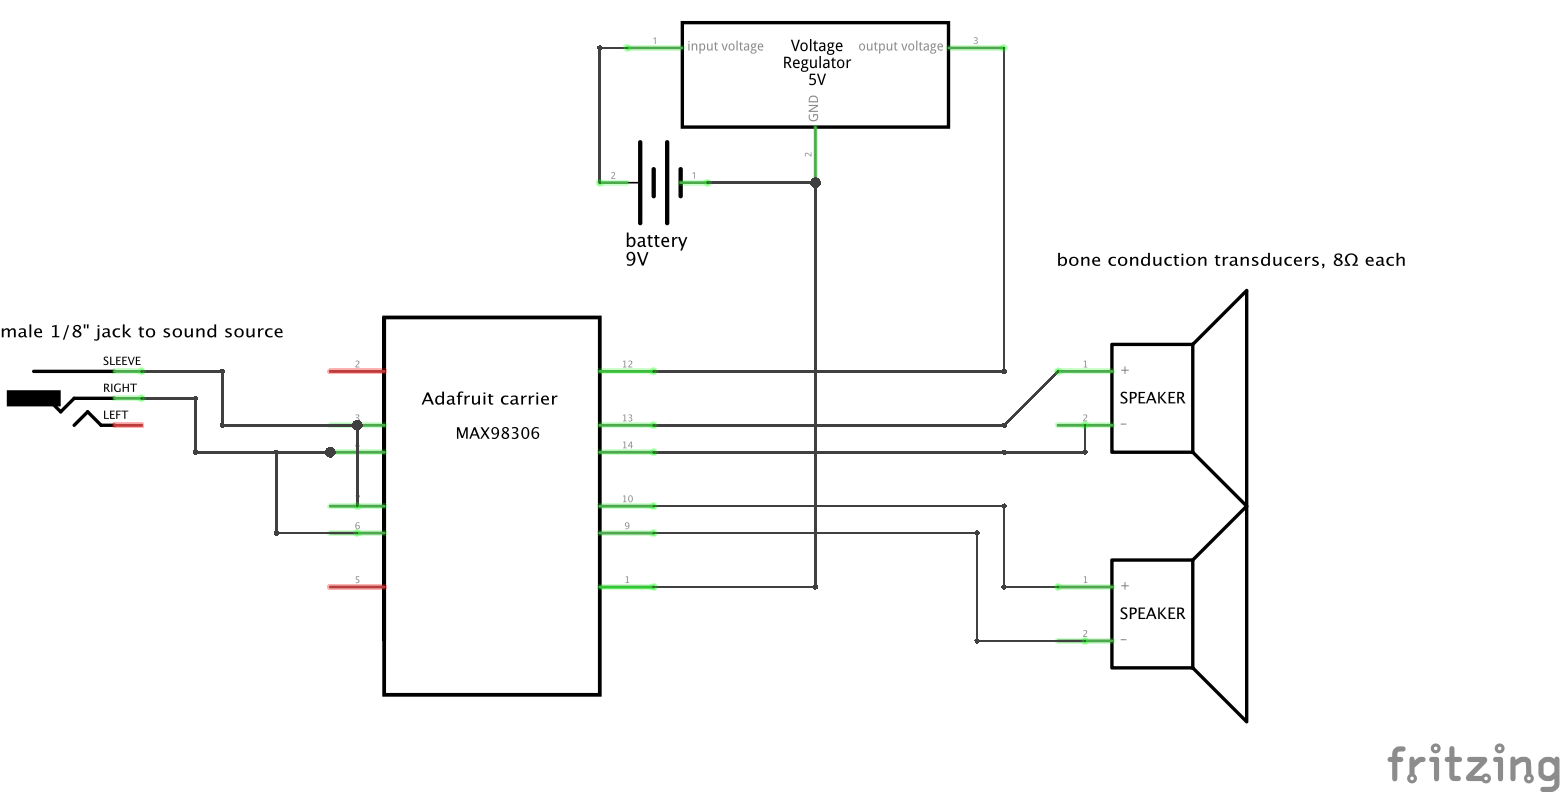 1
input voltage
Voltage
Regulator
5V
output voltage
3
GND
2
2
1
battery
9V
bone conduction transducers, 8Ω each
male 1/8" jack to sound source
SLEEVE
RIGHT
LEFT
2
3
6
5
Adafruit carrier
MAX98306
12
13
14
10
9
1
1
+
SPEAKER
2
−
1
+
SPEAKER
2
−
fritzing